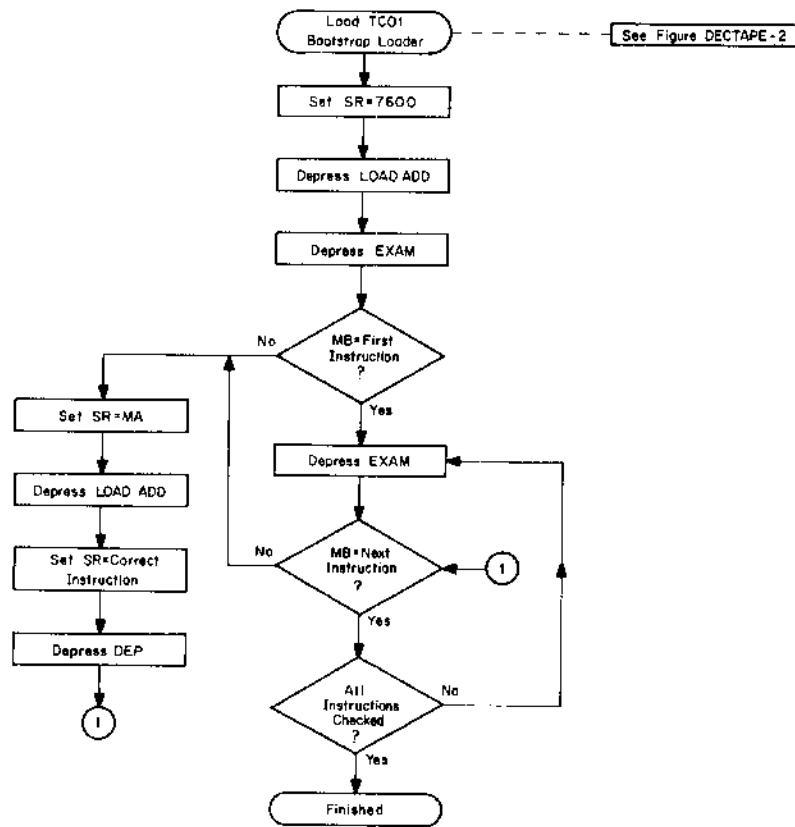 Load TC01
Bootstrap Loader
See Figure DECTAPE-2
Set SR=7600
Depress LOAD ADD
Depress EXAM
MB=First
Instruction
?
No
Yes
Set SR=MA
Depress LOAD ADD
Set SR=Correct
Instruction
Depress DEP
1
Depress EXAM
MB=Next
Instruction
?
No
1
Yes
All
Instructions
Checked
?
No
Yes
Finished